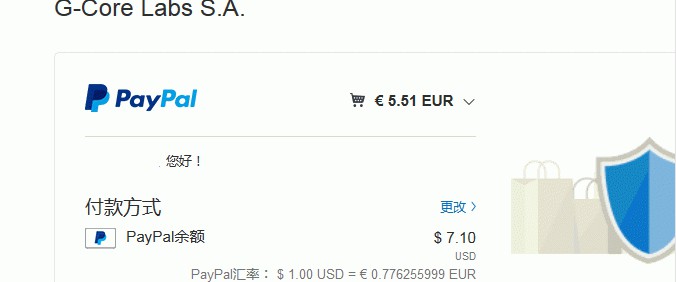 G-Core Labs S.A.
PayPal
€ 5.51 EUR
您好！
付款方式
更改
PayPal余额
$ 7.10
USD
PayPal汇率： $ 1.00 USD = € 0.776255999 EUR